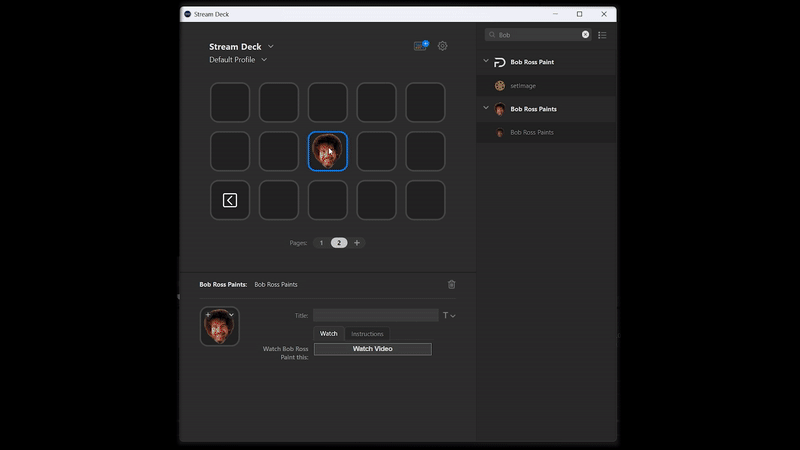 Stream Deck
Stream Deck
Default Profile
Bob
Bob Ross Paint
setimage
Bob Ross Paints
Bob Ross Paints
Pages: 1 2 +
Bob Ross Paints: Bob Ross Paints
Title: T
Watch Instructions
Watch Bob Ross Paint this: Watch Video